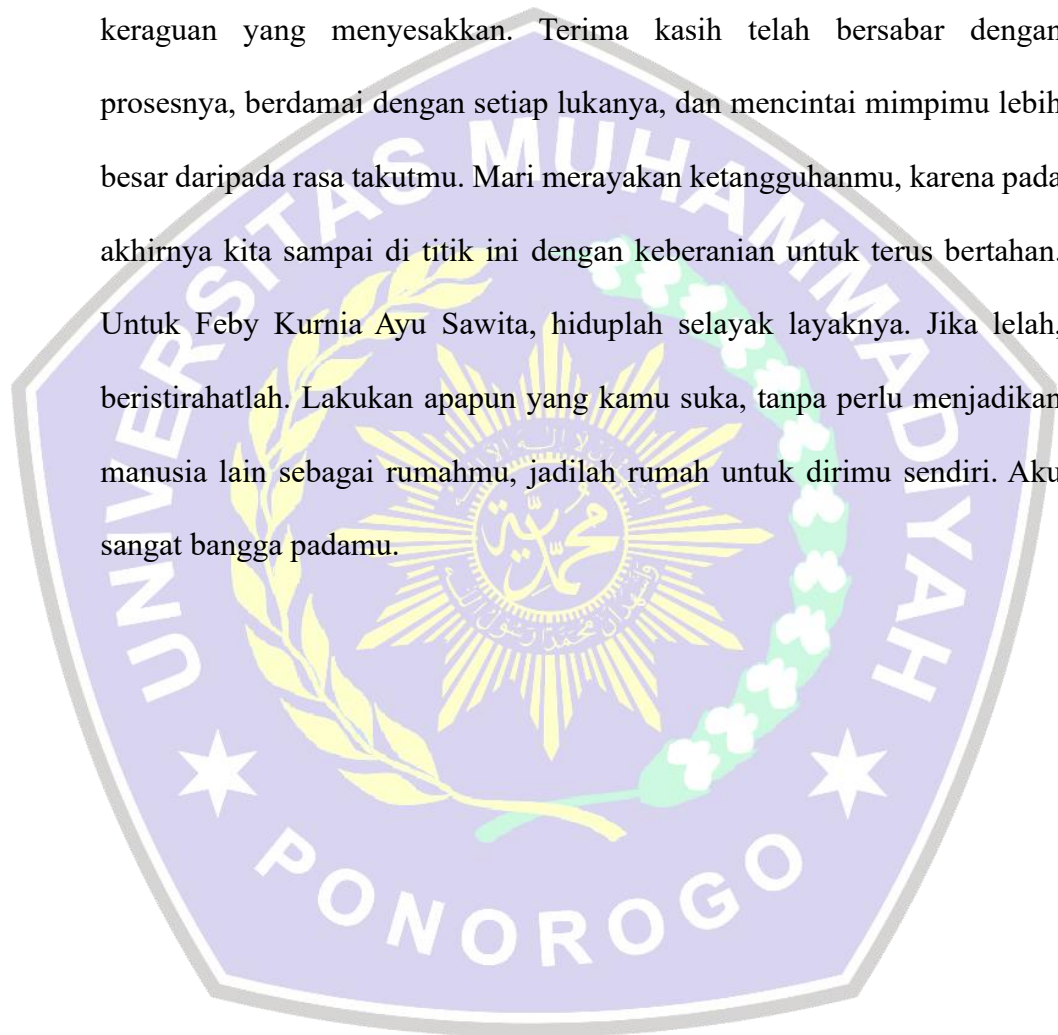 keraguan yang menyesakkan. Terima kasih telah bersabar dengan
prosesnya, berdamai dengan setiap lukanya, dan mencintai mimpimu lebih
besar daripada rasa takutmu. Mari merayakan ketangguhanmu, karena pada
akhirnya kita sampai di titik ini dengan keberanian untuk terus bertahan.
Untuk Feby Kurnia Ayu Sawita, hiduplah selayak layaknya. Jika lelah,
beristirahatlah. Lakukan apapun yang kamu suka, tanpa perlu menjadikan
manusia lain sebagai rumahmu, jadilah rumah untuk dirimu sendiri. Aku
sangat bangga padamu.
UNIVERSITAS MUHAMMADIYAH
PONOROGO
محمدية